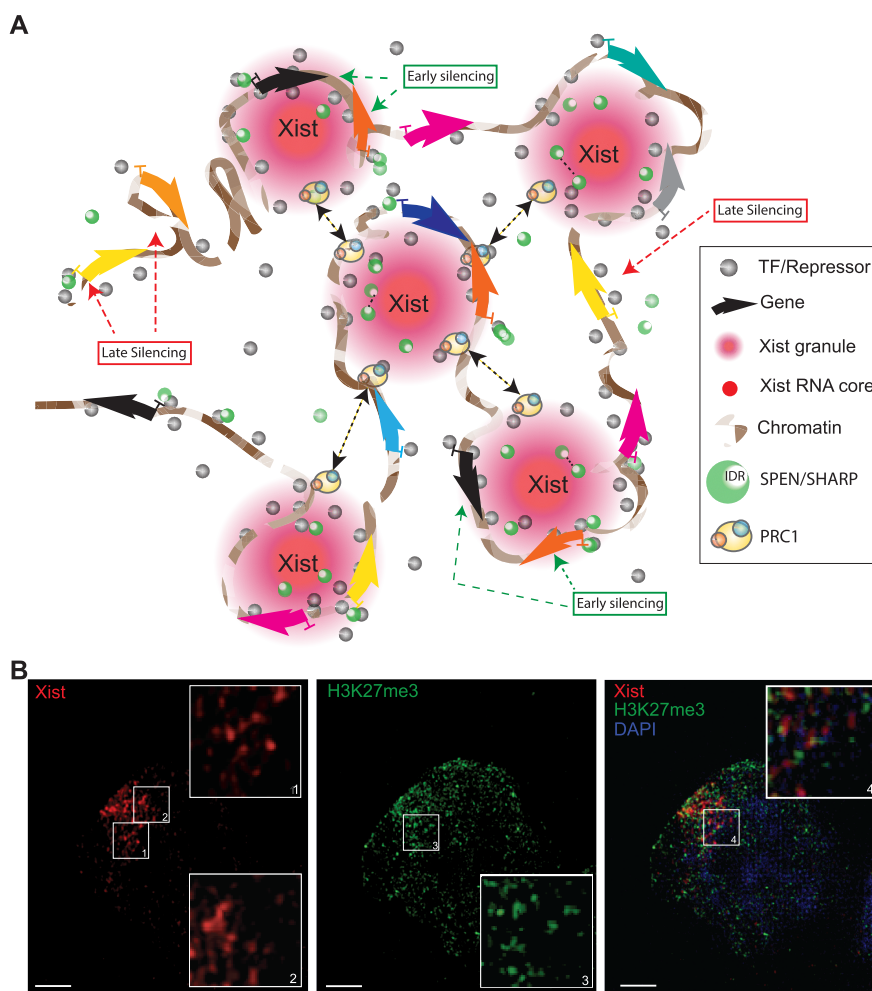 A
Early silencing
Xist
Xist
Late Silencing
Xist
Late Silencing
TF/Repressor
Gene
Xist granule
Xist RNA core
Chromatin
IDR
SPEN/SHARP
PRC1
Xist
Xist
Early silencing
B
Xist
1
2
1
2
H3K27me3
3
3
Xist
H3K27me3
DAPI
4
4